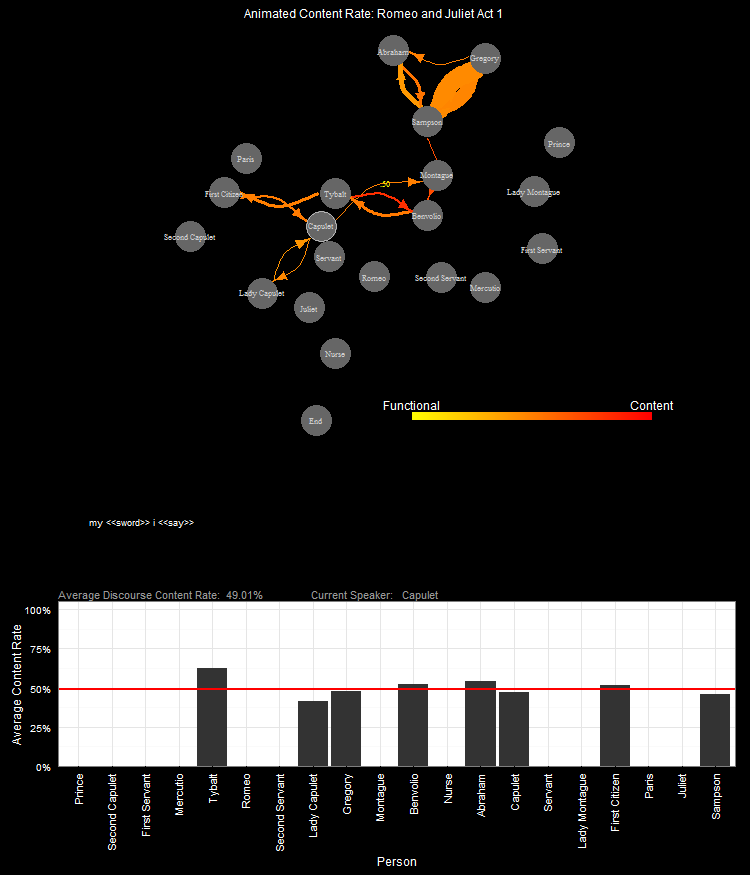 Animated Content Rate: Romeo and Juliet Act 1
Abraham
Gregory
Sampson
Prince
Paris
Montague
.50
First Citizen
Tybalt
Lady Montague
Benvolio
Capulet
Second Capulet
First Servant
Servant
Romeo
Second Servant
Mercutio
Lady Capulet
Juliet
Nurse
Functional
Content
End
my <<sword>> i <<say>>
Average Discourse Content Rate: 49.01%
Current Speaker: Capulet
Average Content Rate
100%
75%
50%
25%
0%
Prince
Second Capulet
First Servant
Mercutio
Tybalt
Romeo
Second Servant
Lady Capulet
Gregory
Montague
Benvolio
Nurse
Abraham
Capulet
Servant
Lady Montague
First Citizen
Paris
Juliet
Sampson
Person